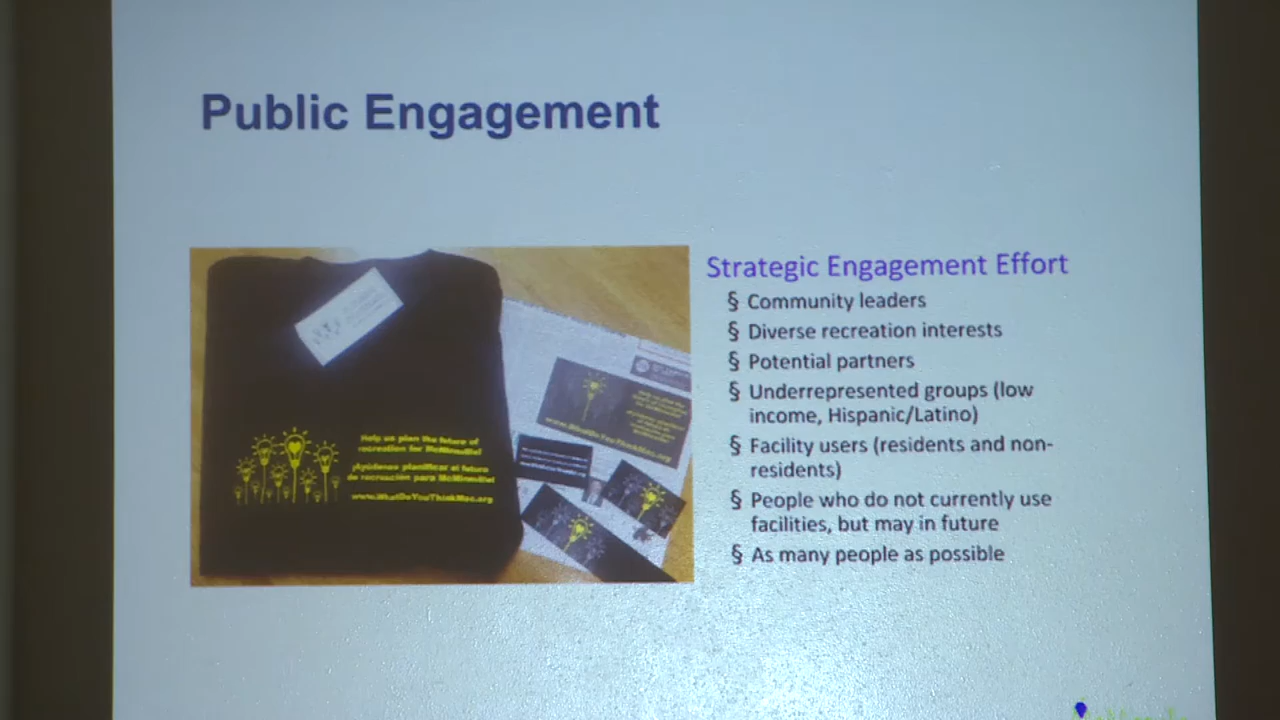 Public Engagement
Help us plan the future of
recreation for McMinnville!
¡Ayúdenos planificar el futuro
de recreación para McMinnville!
www.WhatDoYouThinkMac.org
www.WhatDoYouThinkMac.org
Strategic Engagement Effort
§ Community leaders
§ Diverse recreation interests
§ Potential partners
§ Underrepresented groups (low
income, Hispanic/Latino)
§ Facility users (residents and non-
residents)
§ People who do not currently use
facilities, but may in future
§ As many people as possible